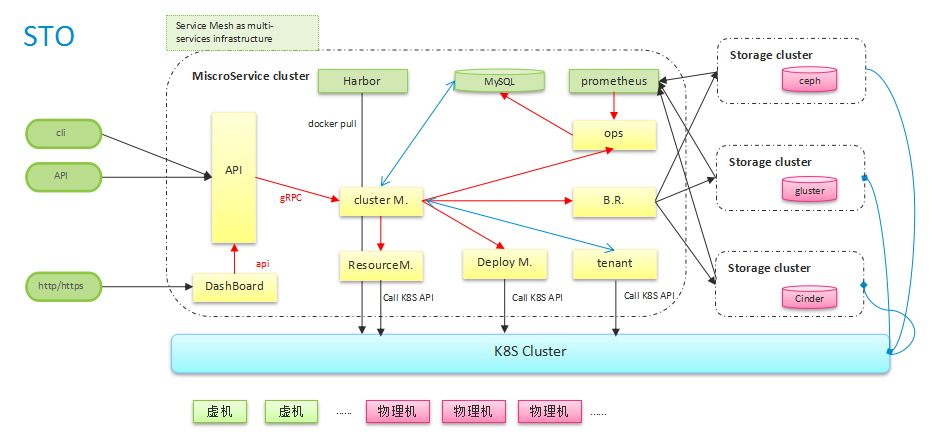 STO
Service Mesh as multi-
services infrastructure
MiscroService cluster
Harbor
MySQL
prometheus
Storage cluster
ceph
docker pull
cli
API
API
ops
Storage cluster
gluster
gRPC
cluster M.
B.R.
api
ResourceM.
Deploy M.
tenant
Storage cluster
Cinder
http/https
DashBoard
Call K8S API
Call K8S API
Call K8S API
K8S Cluster
虚机
虚机
......
物理机
物理机
物理机
......